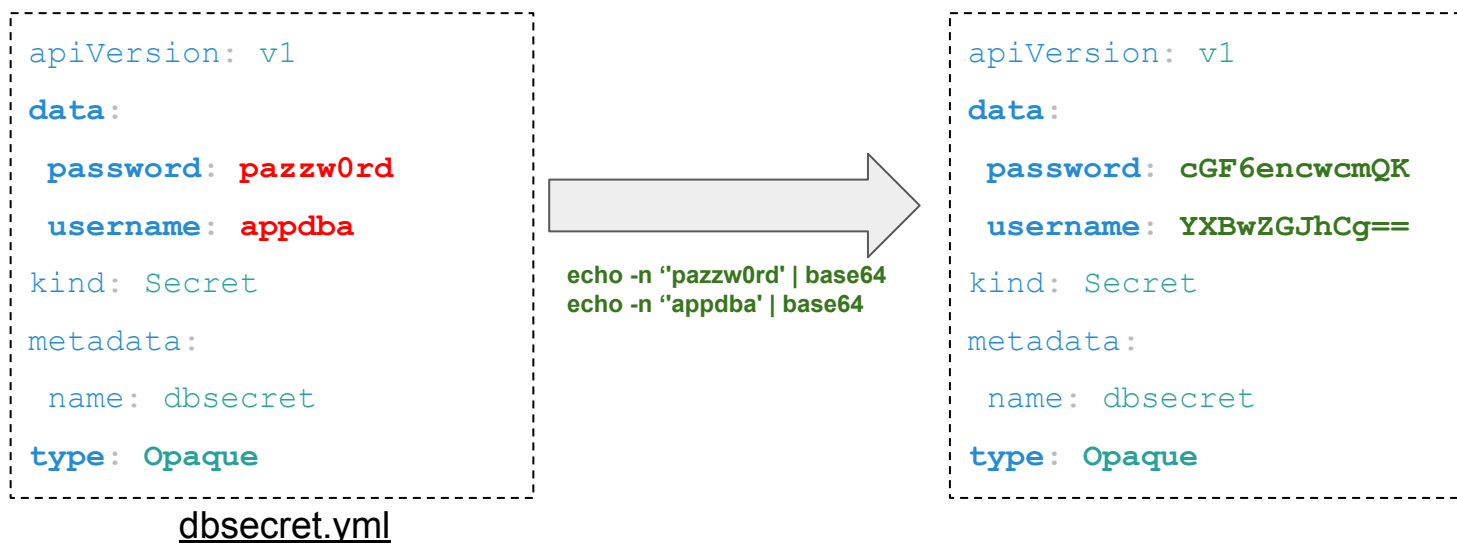 apiVersion: v1
data:
 password: pazzw0rd
 username: appdba
kind: Secret
metadata:
 name: dbsecret
type: Opaque
dbsecret.yml
echo -n ‘'pazzw0rd' | base64
echo -n ‘'appdba' | base64
apiVersion: v1
data:
 password: cGF6encwcmQK
 username: YXBwZGJhCg==
kind: Secret
metadata:
 name: dbsecret
type: Opaque